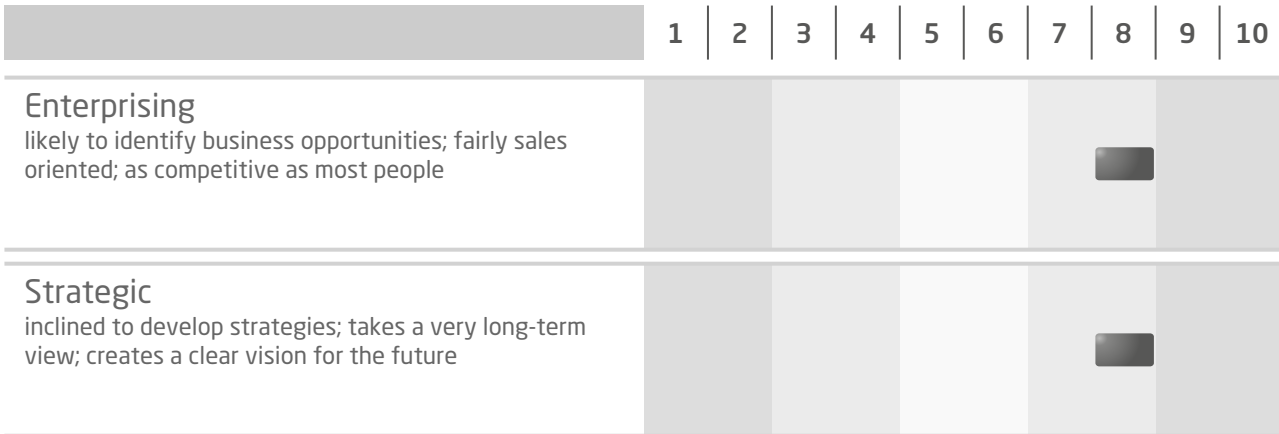 1 2 3 4 5 6 7 8 9 10
Enterprising
likely to identify business opportunities; fairly sales
oriented; as competitive as most people
Strategic
inclined to develop strategies; takes a very long-term
view; creates a clear vision for the future